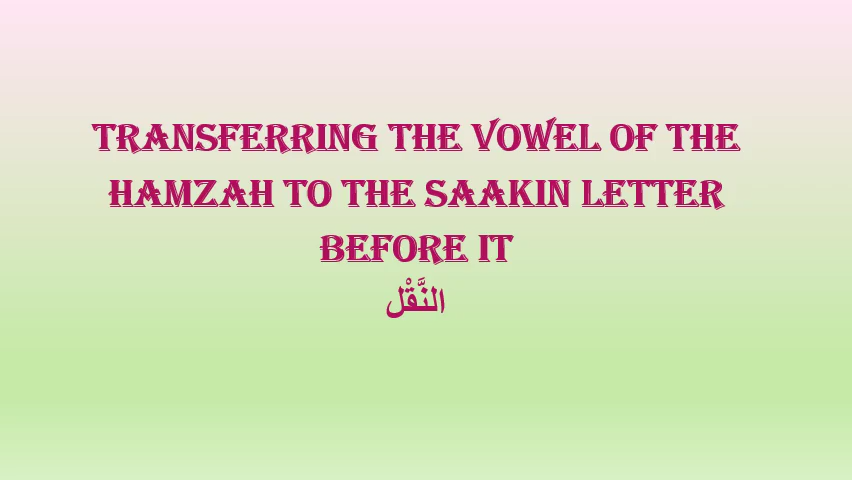 TRANSFERRING THE VOWEL OF THE
HAMZAH TO THE SAAKIN LETTER
BEFORE IT
النَّقْل